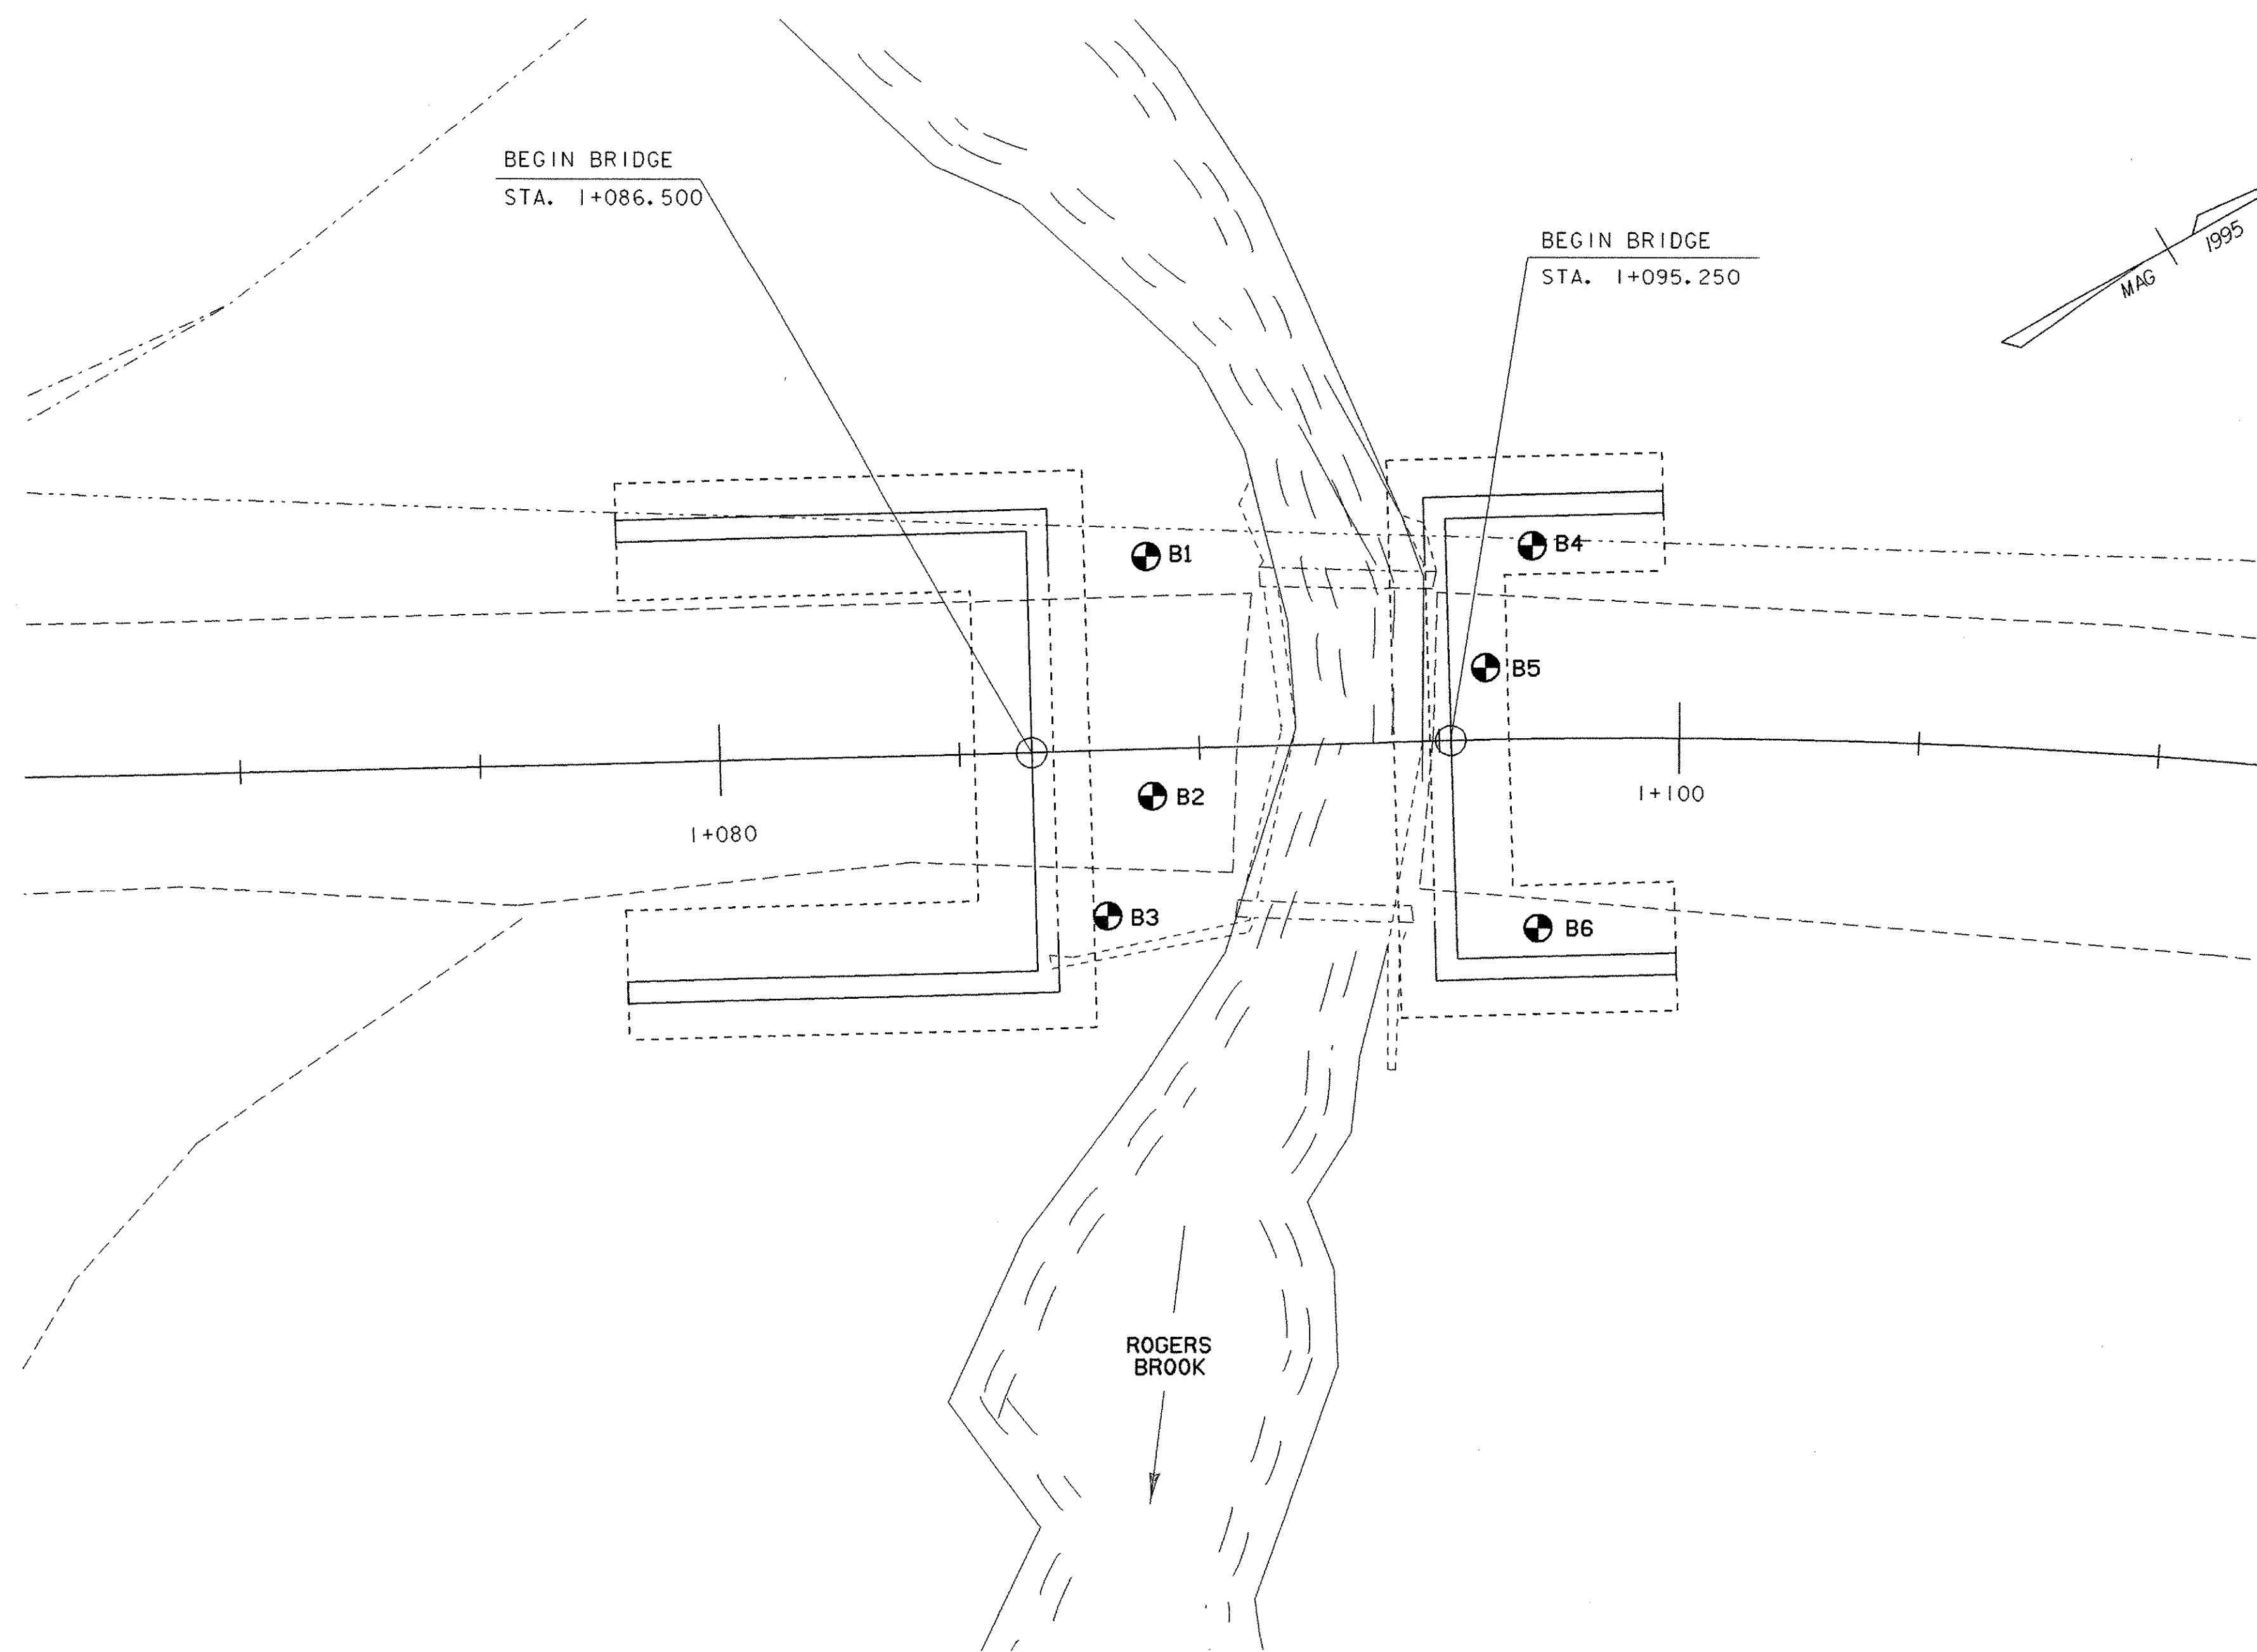 BEGIN BRIDGE
STA. 1+086.500
BEGIN BRIDGE
STA. 1+095.250
MAG
1995
B1
B4
B5
B2
1+080
1+100
B3
B6
ROGERS
BROOK